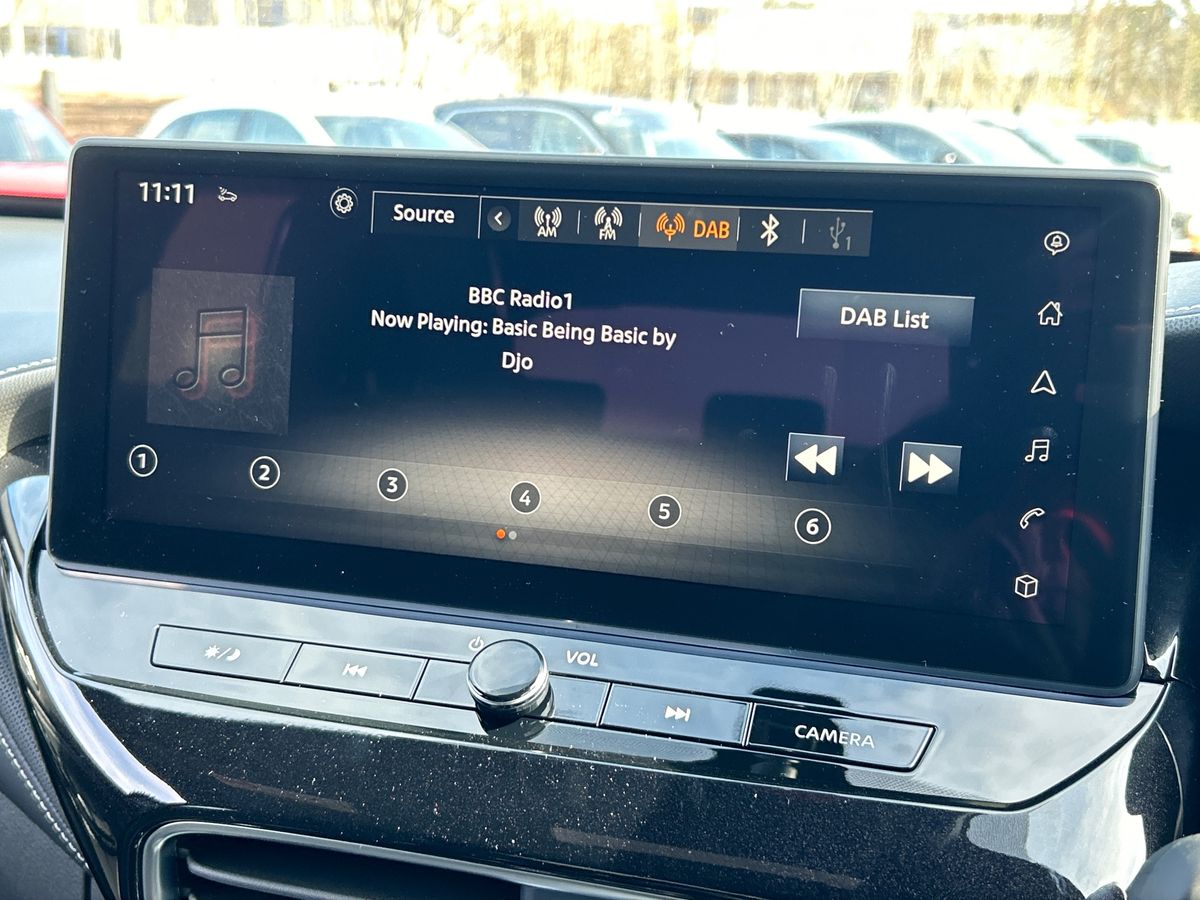 11:11
Source
AM
FM
DAB
1
BBC Radio1
Now Playing: Basic Being Basic by
Djo
DAB List
1
2
3
4
5
6
VOL
CAMERA